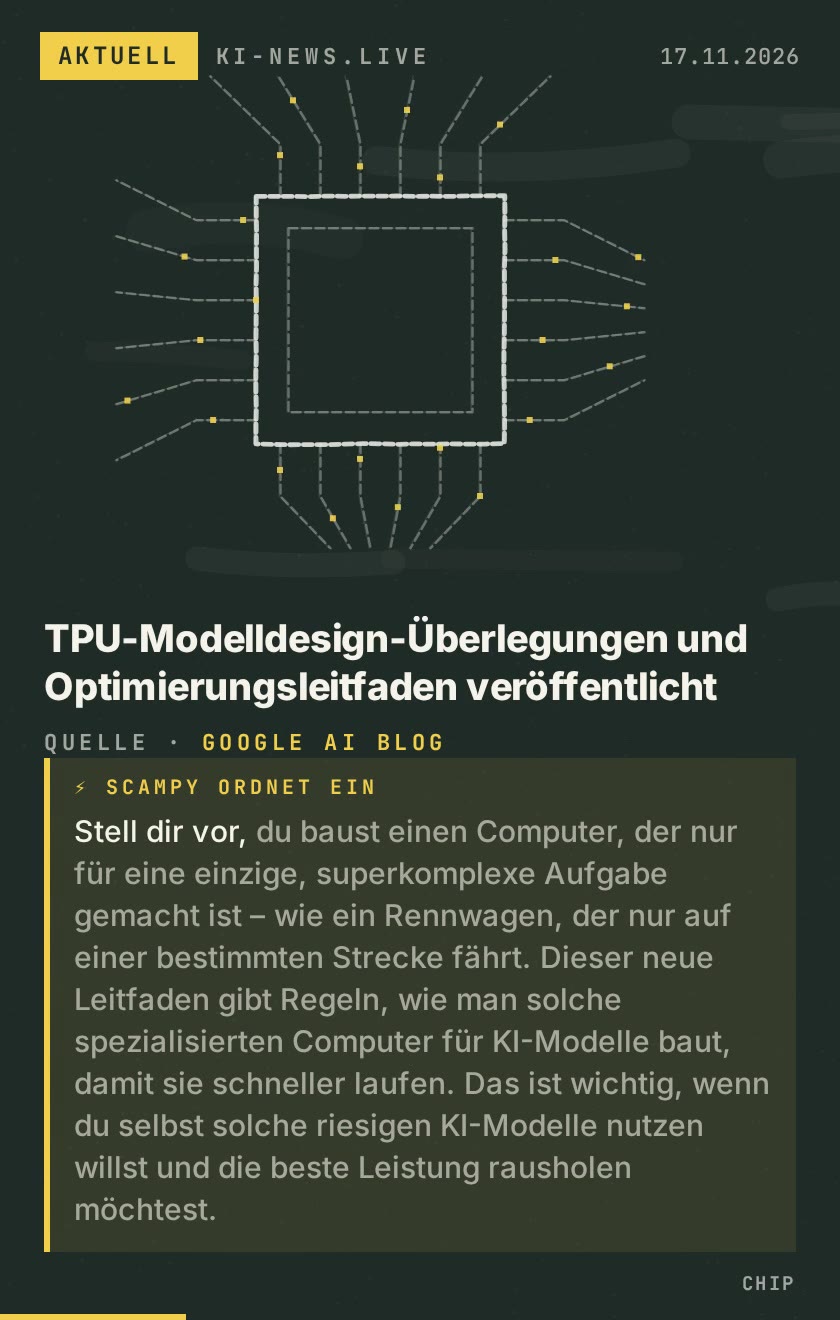 AKTUELL KI-NEWS.LIVE 17.11.2026
TPU-Modelldesign-Überlegungen und
Optimierungsleitfaden veröffentlicht
QUELLE · GOOGLE AI BLOG
⚡ SCAMPY ORDNET EIN
Stell dir vor, du baust einen Computer, der nur
für eine einzige, superkomplexe Aufgabe
gemacht ist – wie ein Rennwagen, der nur auf
einer bestimmten Strecke fährt. Dieser neue
Leitfaden gibt Regeln, wie man solche
spezialisierten Computer für KI-Modelle baut,
damit sie schneller laufen. Das ist wichtig, wenn
du selbst solche riesigen KI-Modelle nutzen
willst und die beste Leistung rausholen
möchtest.
CHIP